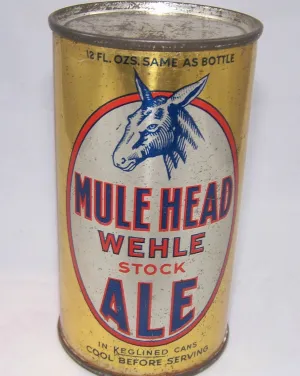 12 FL. OZS. SAME AS BOTTLE
MULE HEAD
WEHLE
STOCK
ALE
IN KEGLINED CANS
COOL BEFORE SERVING